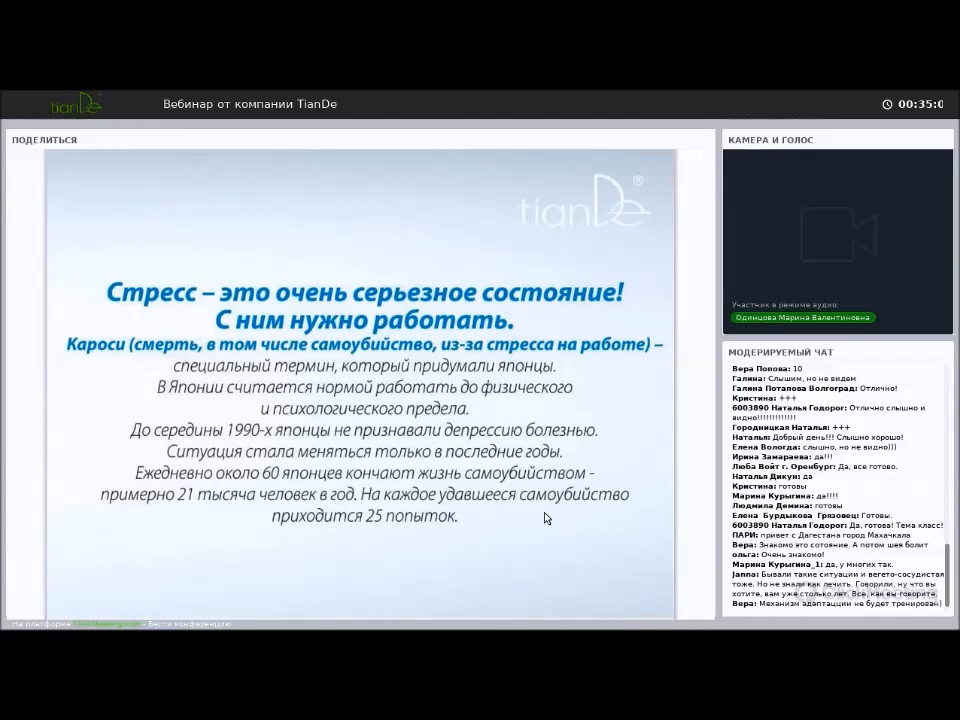 tianDe
Вебинар от компании TianDe
00:35:0
ПОДЕЛИТЬСЯ
tianDe®
Стресс – это очень серьезное состояние!
С ним нужно работать.
Кароси (смерть, в том числе самоубийство, из-за стресса на работе) –
специальный термин, который придумали японцы.
В Японии считается нормой работать до физического
и психологического предела.
До середины 1990-х японцы не признавали депрессию болезнью.
Ситуация стала меняться только в последние годы.
Ежедневно около 60 японцев кончают жизнь самоубийством -
примерно 21 тысяча человек в год. На каждое удавшееся самоубийство
приходится 25 попыток.
КАМЕРА И ГОЛОС
Участник в режиме аудио:
Одинцова Марина Валентиновна
МОДЕРИРУЕМЫЙ ЧАТ
Вера Попова: 10
Галина: Слышим, но не видем
Галина Потапова Волгоград: Отлично!
Кристина: +++
6003890 Наталья Годорог: Отлично слышно и
видно!!!!!!!!!!!!!
Городницкая Наталья: +++
Наталья: Добрый день!!! Слышно хорошо!
Елена Вологда: слышно, но не видно)))
Ирина Замараева: да!!!
Люба Войт г. Оренбург: Да, все готово.
Наталья Дикун: да
Кристина: готовы
Марина Курыгина: да!!!!
Людмила Демина: готовы
Елена Бурдыкова Грязовец: Готовы.
6003890 Наталья Годорог: Да, готова! Тема класс!
ПАРИ: привет с Дагестана город Махачкала
Вера: Знакомо это сотояние. А потом шея болит
ольга: Очень знакомо!
Марина Курыгина_1: да, у многих так.
Janna: Бывали такие ситуации и вегето-сосудистая
тоже. Но не знали как лечить. Говорили, ну что вы
хотите, вам уже столько лет. Все, как вы говорите.
Вера: Механизм адаптации не будет тренирован)
На платформе - Вести конференцию